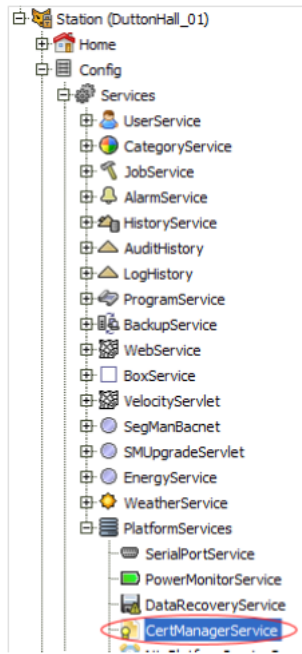 Station (DuttonHall_01)
Home
Config
Services
UserService
CategoryService
JobService
AlarmService
HistoryService
AuditHistory
LogHistory
ProgramService
BackupService
WebService
BoxService
VelocityServlet
SegManBacnet
SMUpgradeServlet
EnergyService
WeatherService
PlatformServices
SerialPortService
PowerMonitorService
DataRecoveryService
CertManagerService